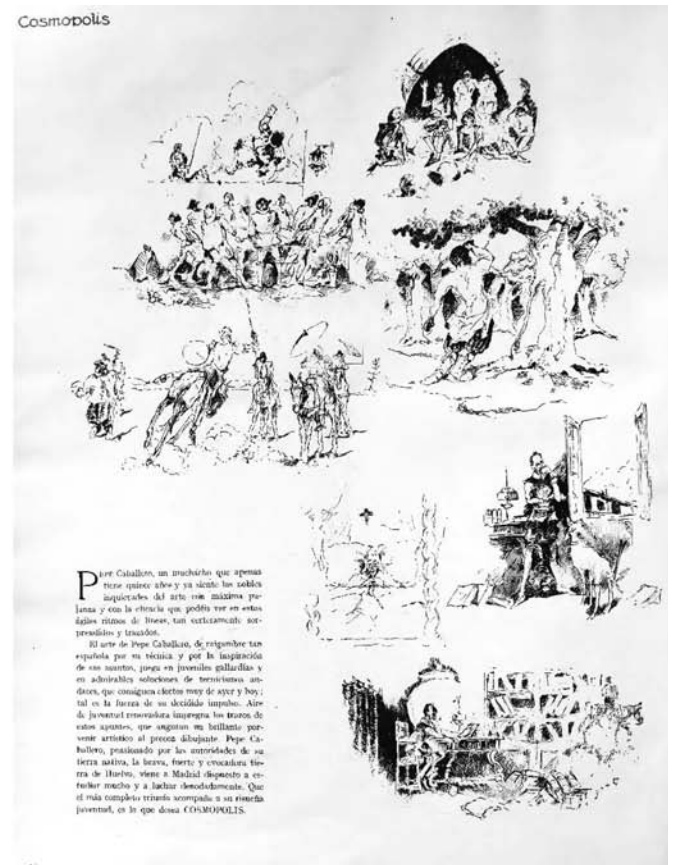 Cosmopolis
PEPE Caballero, un muchacho que apenas
tiene quince años y ya siente las nobles
inquietudes del arte con máxima pu-
janza y con la eficacia que podéis ver en estos
ágiles ritmos de líneas, tan certeramente sor-
prendidos y trazados.
El arte de Pepe Caballero, de raigambre tan
española por su técnica y por la inspiración
de sus asuntos, juega en juveniles gallardías y
en admirables soluciones de tecnicismos au-
daces, que consiguen efectos muy de ayer y hoy;
tal es la fuerza de su decidido impulso. Aire
de juventud renovadora impregna los trazos de
estos apuntes, que auguran un brillante por-
venir artístico al precoz dibujante. Pepe Ca-
ballero, pensionado por las autoridades de su
tierra nativa, la brava, fuerte y evocadora tie-
rra de Huelva, viene a Madrid dispuesto a es-
tudiar mucho y a luchar denodadamente. Que
el más completo triunfo acompañe a su risueña
juventud, es lo que desea COSMOPOLIS.